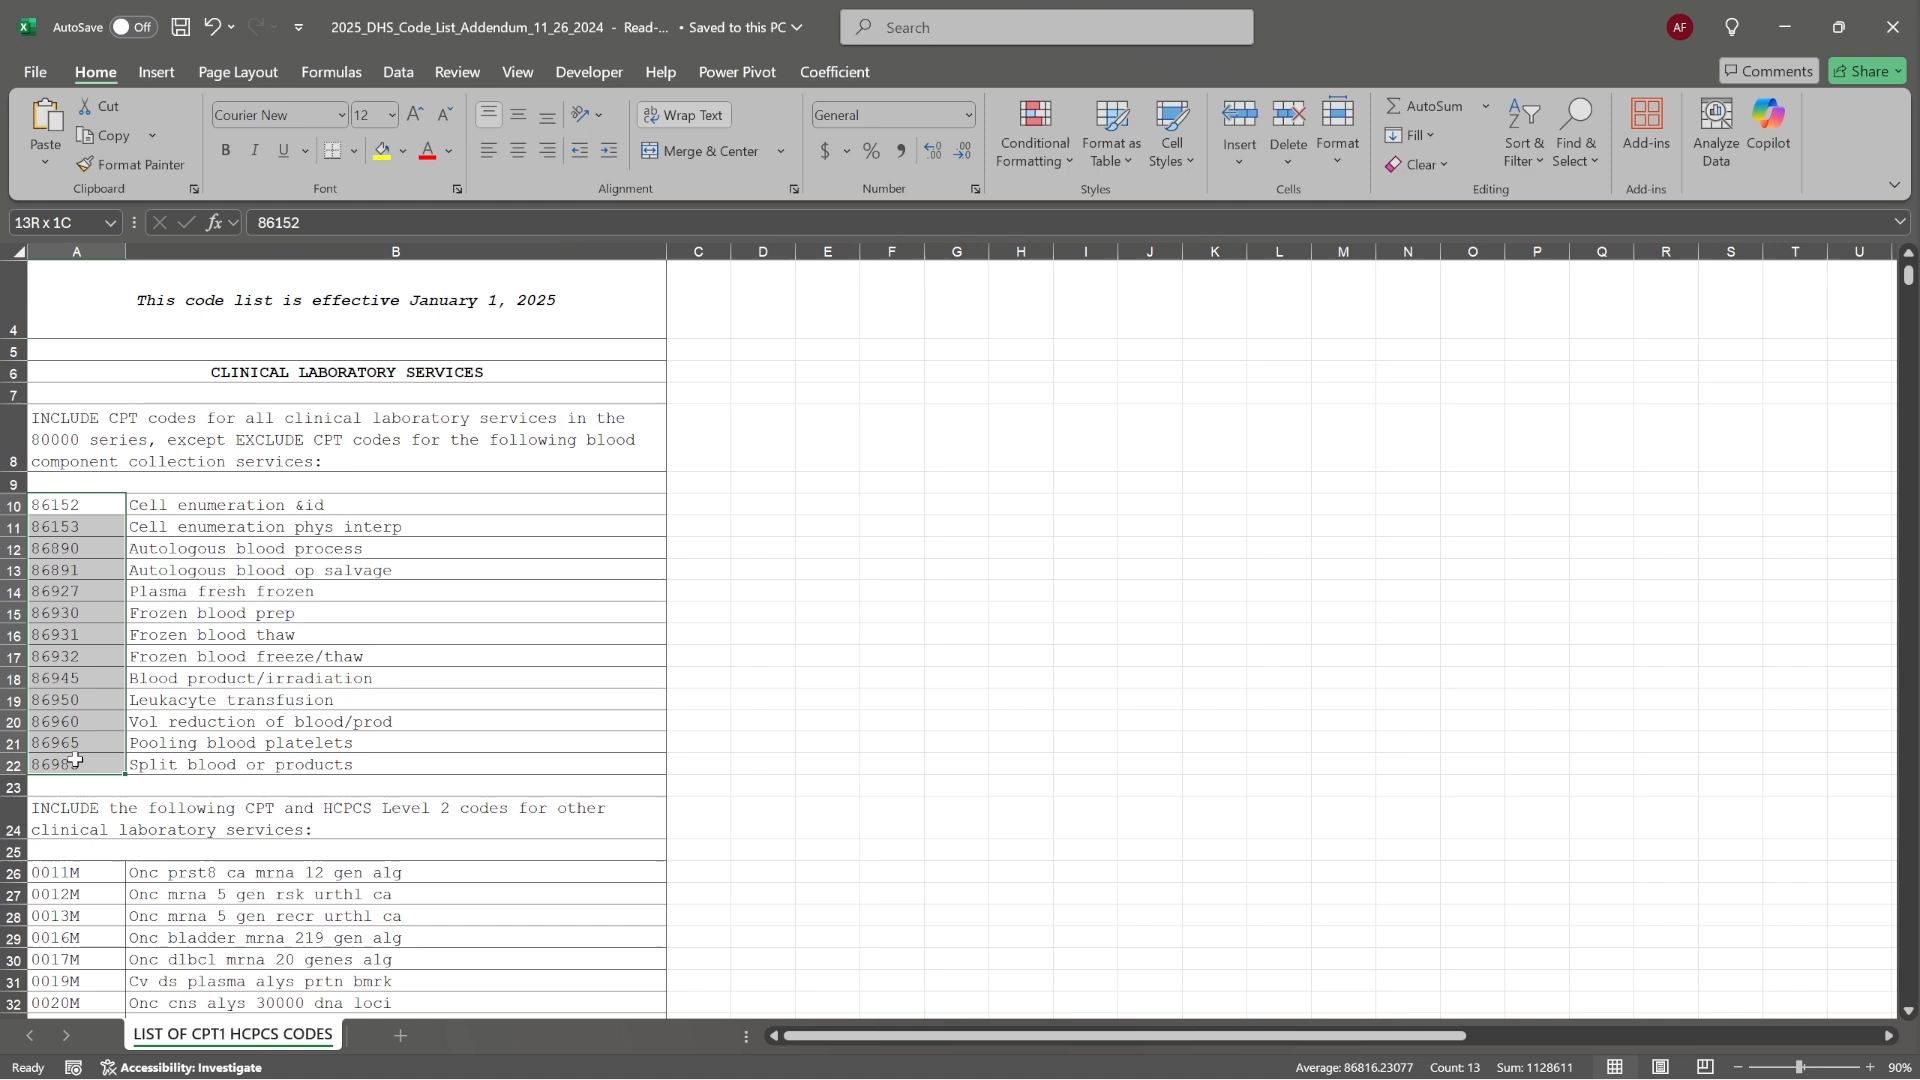 AutoSave Off 2025_DHS_Code_List_Addendum_11_26_2024 - Read-... • Saved to this PC Search AF
File Home Insert Page Layout Formulas Data Review View Developer Help Power Pivot Coefficient Comments Share
Paste
Cut
Copy
Format Painter
Clipboard
Courier New 12
B I U
Font
Wrap Text
Merge & Center
Alignment
General
$ % 9
Number
Conditional
Formatting
Format as
Table
Cell
Styles
Styles
Insert
Delete
Format
Cells
AutoSum
Fill
Clear
Sort &
Filter
Find &
Select
Editing
Add-ins
Add-ins
Analyze
Data
Copilot
13R x 1C fx 86152
A B C D E F G H I J K L M N O P Q R S T U
This code list is effective January 1, 2025
4
5
6 CLINICAL LABORATORY SERVICES
7
INCLUDE CPT codes for all clinical laboratory services in the
80000 series, except EXCLUDE CPT codes for the following blood
8 component collection services:
9
10 86152 Cell enumeration &id
11 86153 Cell enumeration phys interp
12 86890 Autologous blood process
13 86891 Autologous blood op salvage
14 86927 Plasma fresh frozen
15 86930 Frozen blood prep
16 86931 Frozen blood thaw
17 86932 Frozen blood freeze/thaw
18 86945 Blood product/irradiation
19 86950 Leukacyte transfusion
20 86960 Vol reduction of blood/prod
21 86965 Pooling blood platelets
22 Split blood or products
23
INCLUDE the following CPT and HCPCS Level 2 codes for other
24 clinical laboratory services:
25
26 0011M Onc prst8 ca mrna 12 gen alg
27 0012M Onc mrna 5 gen rsk urthl ca
28 0013M Onc mrna 5 gen recr urthl ca
29 0016M Onc bladder mrna 219 gen alg
30 0017M Onc dlbcl mrna 20 genes alg
31 0019M Cv ds plasma alys prtn bmrk
32 0020M Onc cns alys 30000 dna loci
LIST OF CPT1 HCPCS CODES
Ready Accessibility: Investigate Average: 86816.23077 Count: 13 Sum: 1128611 90%